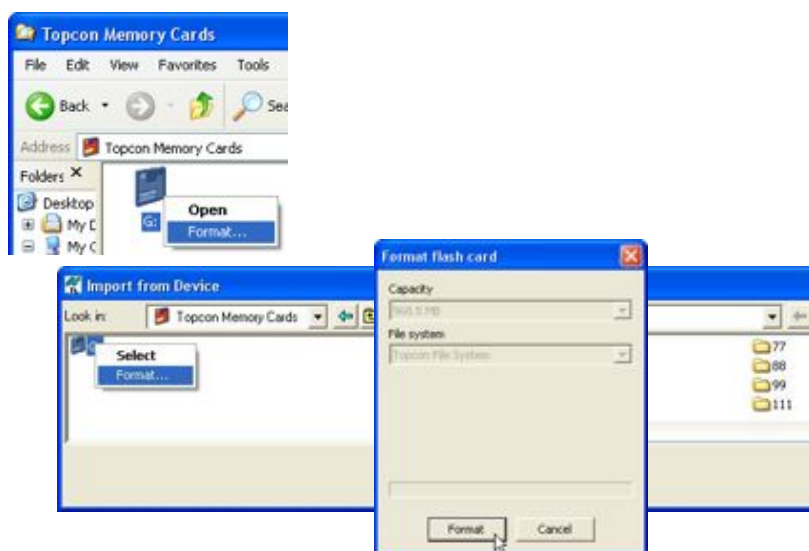 Topcon Memory Cards
File Edit View Favorites Tools
Back
Address Topcon Memory Cards
Folders
Desktop
G:
Open
My
Format...
My
Import from Device
Look in: Topcon Memory Cards
Select
Format...
Format flash card
Capacity
File system
Topcon File System
Format Cancel
77
88
99
111